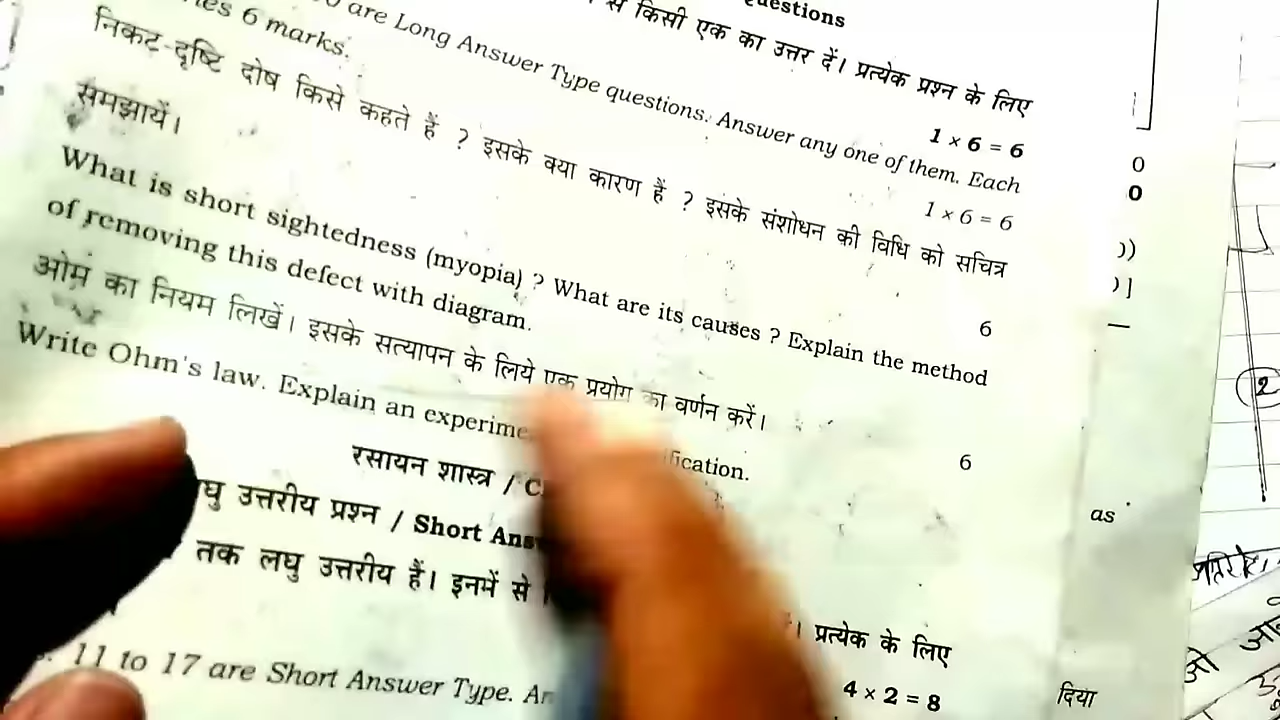 uestions
से किसी एक का उत्तर दें। प्रत्येक प्रश्न के लिए
1 × 6 = 6
are Long Answer Type questions. Answer any one of them. Each
6 marks.
1 × 6 = 6
निकट-दृष्टि दोष किसे कहते हैं ? इसके क्या कारण हैं ? इसके संशोधन की विधि को सचित्र
समझायें।
6
What is short sightedness (myopia) ? What are its causes ? Explain the method
of removing this defect with diagram.
ओम का नियम लिखें। इसके सत्यापन के लिये एक प्रयोग का वर्णन करें।
6
Write Ohm's law. Explain an experime
fication.
रसायन शास्त्र / C
घु उत्तरीय प्रश्न / Short Ans
तक लघु उत्तरीय हैं। इनमें से
। प्रत्येक के लिए
4 × 2 = 8
11 to 17 are Short Answer Type. An
0
0
))
)]
—
as
दिया
2